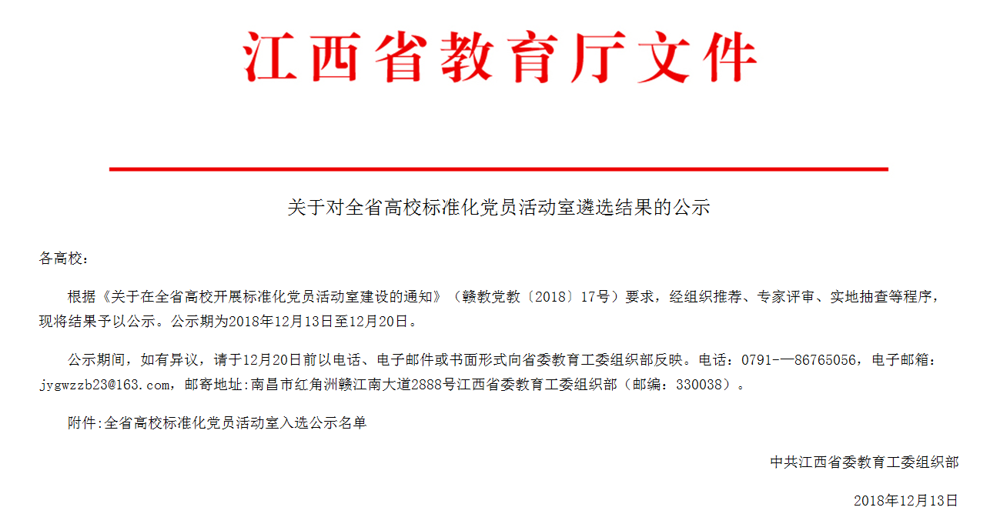 江西省教育厅文件
关于对全省高校标准化党员活动室遴选结果的公示
各高校：
根据《关于在全省高校开展标准化党员活动室建设的通知》（赣教党教〔2018〕17号）要求，经组织推荐、专家评审、实地抽查等程序，
现将结果予以公示。公示期为2018年12月13日至12月20日。
公示期间，如有异议，请于12月20日前以电话、电子邮件或书面形式向省委教育工委组织部反映。电话：0791-—86765056，电子邮箱：
jygwzzb23@163.com，邮寄地址:南昌市红角洲赣江南大道2888号江西省委教育工委组织部（邮编：330038）。
附件:全省高校标准化党员活动室入选公示名单
中共江西省委教育工委组织部
2018年12月13日